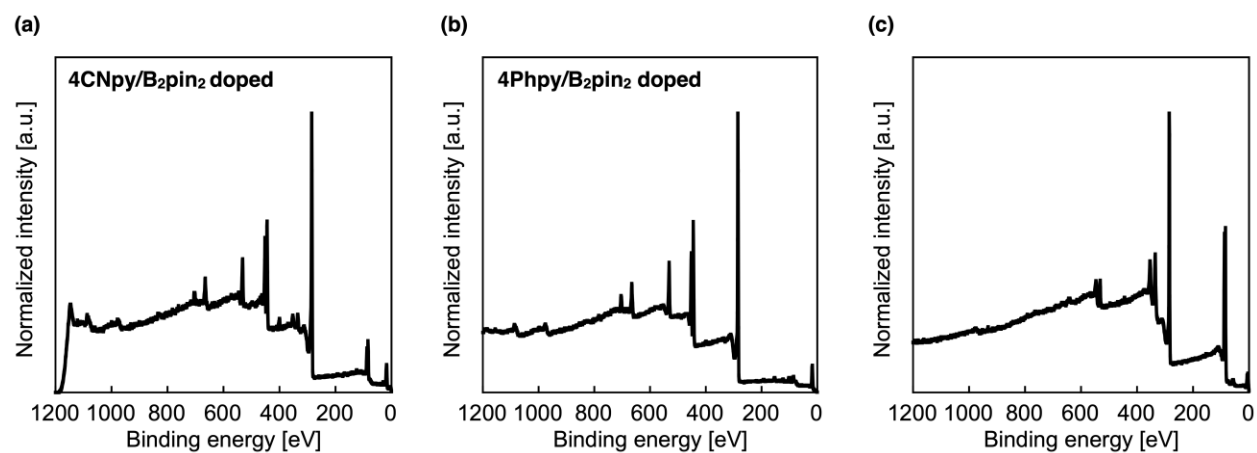 (a)
(b)
(c)
4CNpy/B₂pin₂ doped
4Phpy/B₂pin₂ doped
Normalized intensity [a.u.]
Normalized intensity [a.u.]
Normalized intensity [a.u.]
1200 1000 800 600 400 200 0
1200 1000 800 600 400 200 0
1200 1000 800 600 400 200 0
Binding energy [eV]
Binding energy [eV]
Binding energy [eV]